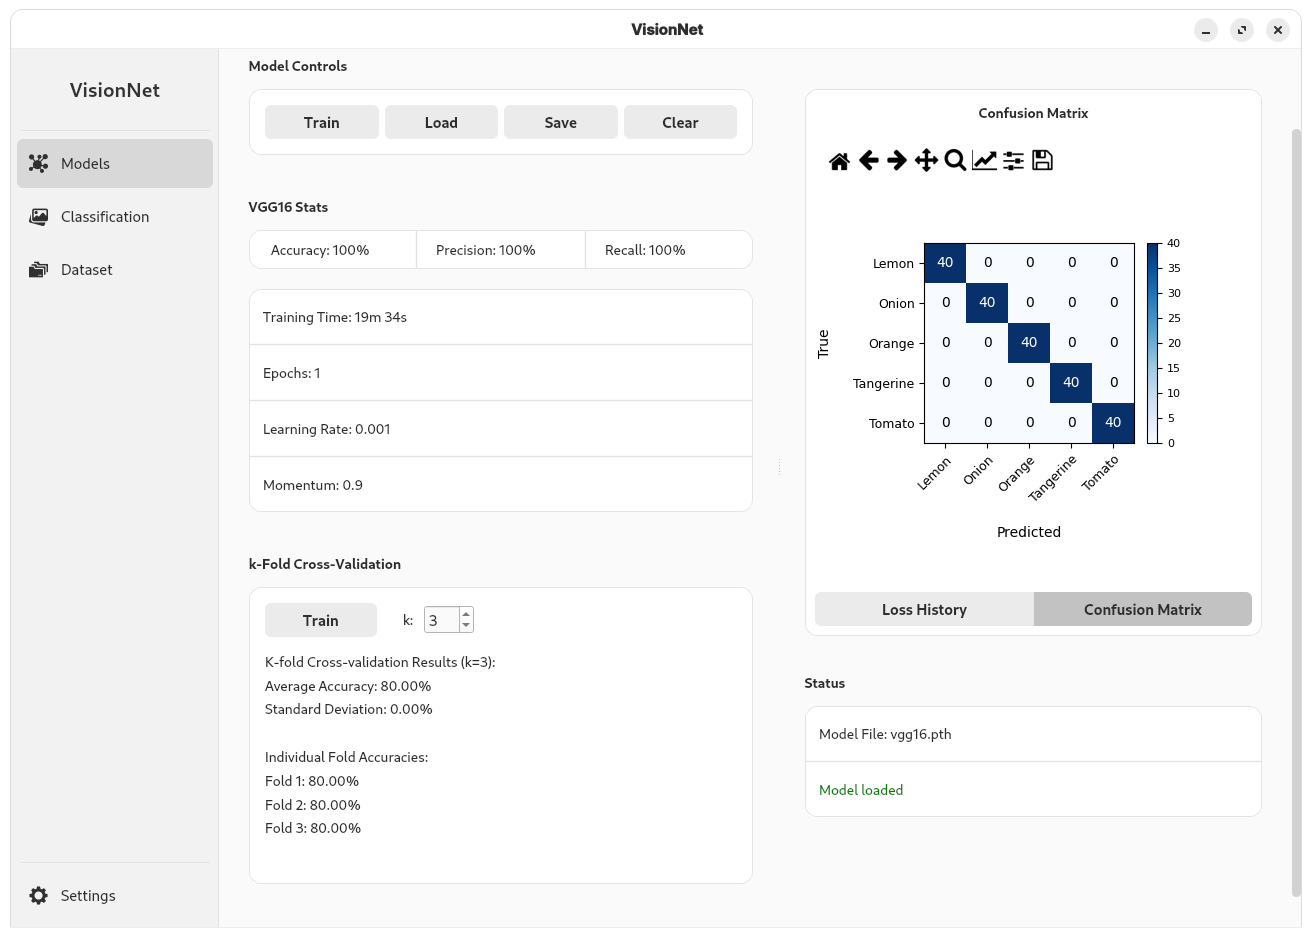 VisionNet
VisionNet
Models
Classification
Dataset
Settings
Model Controls
Train Load Save Clear
VGG16 Stats
Accuracy: 100% Precision: 100% Recall: 100%
Training Time: 19m 34s
Epochs: 1
Learning Rate: 0.001
Momentum: 0.9
k-Fold Cross-Validation
Train k: 3
K-fold Cross-validation Results (k=3):
Average Accuracy: 80.00%
Standard Deviation: 0.00%
Individual Fold Accuracies:
Fold 1: 80.00%
Fold 2: 80.00%
Fold 3: 80.00%
Confusion Matrix
True
Lemon 40 0 0 0 0
Onion 0 40 0 0 0
Orange 0 0 40 0 0
Tangerine 0 0 0 40 0
Tomato 0 0 0 0 40
Lemon Onion Orange Tangerine Tomato
Predicted
40
35
30
25
20
15
10
5
0
Loss History Confusion Matrix
Status
Model File: vgg16.pth
Model loaded